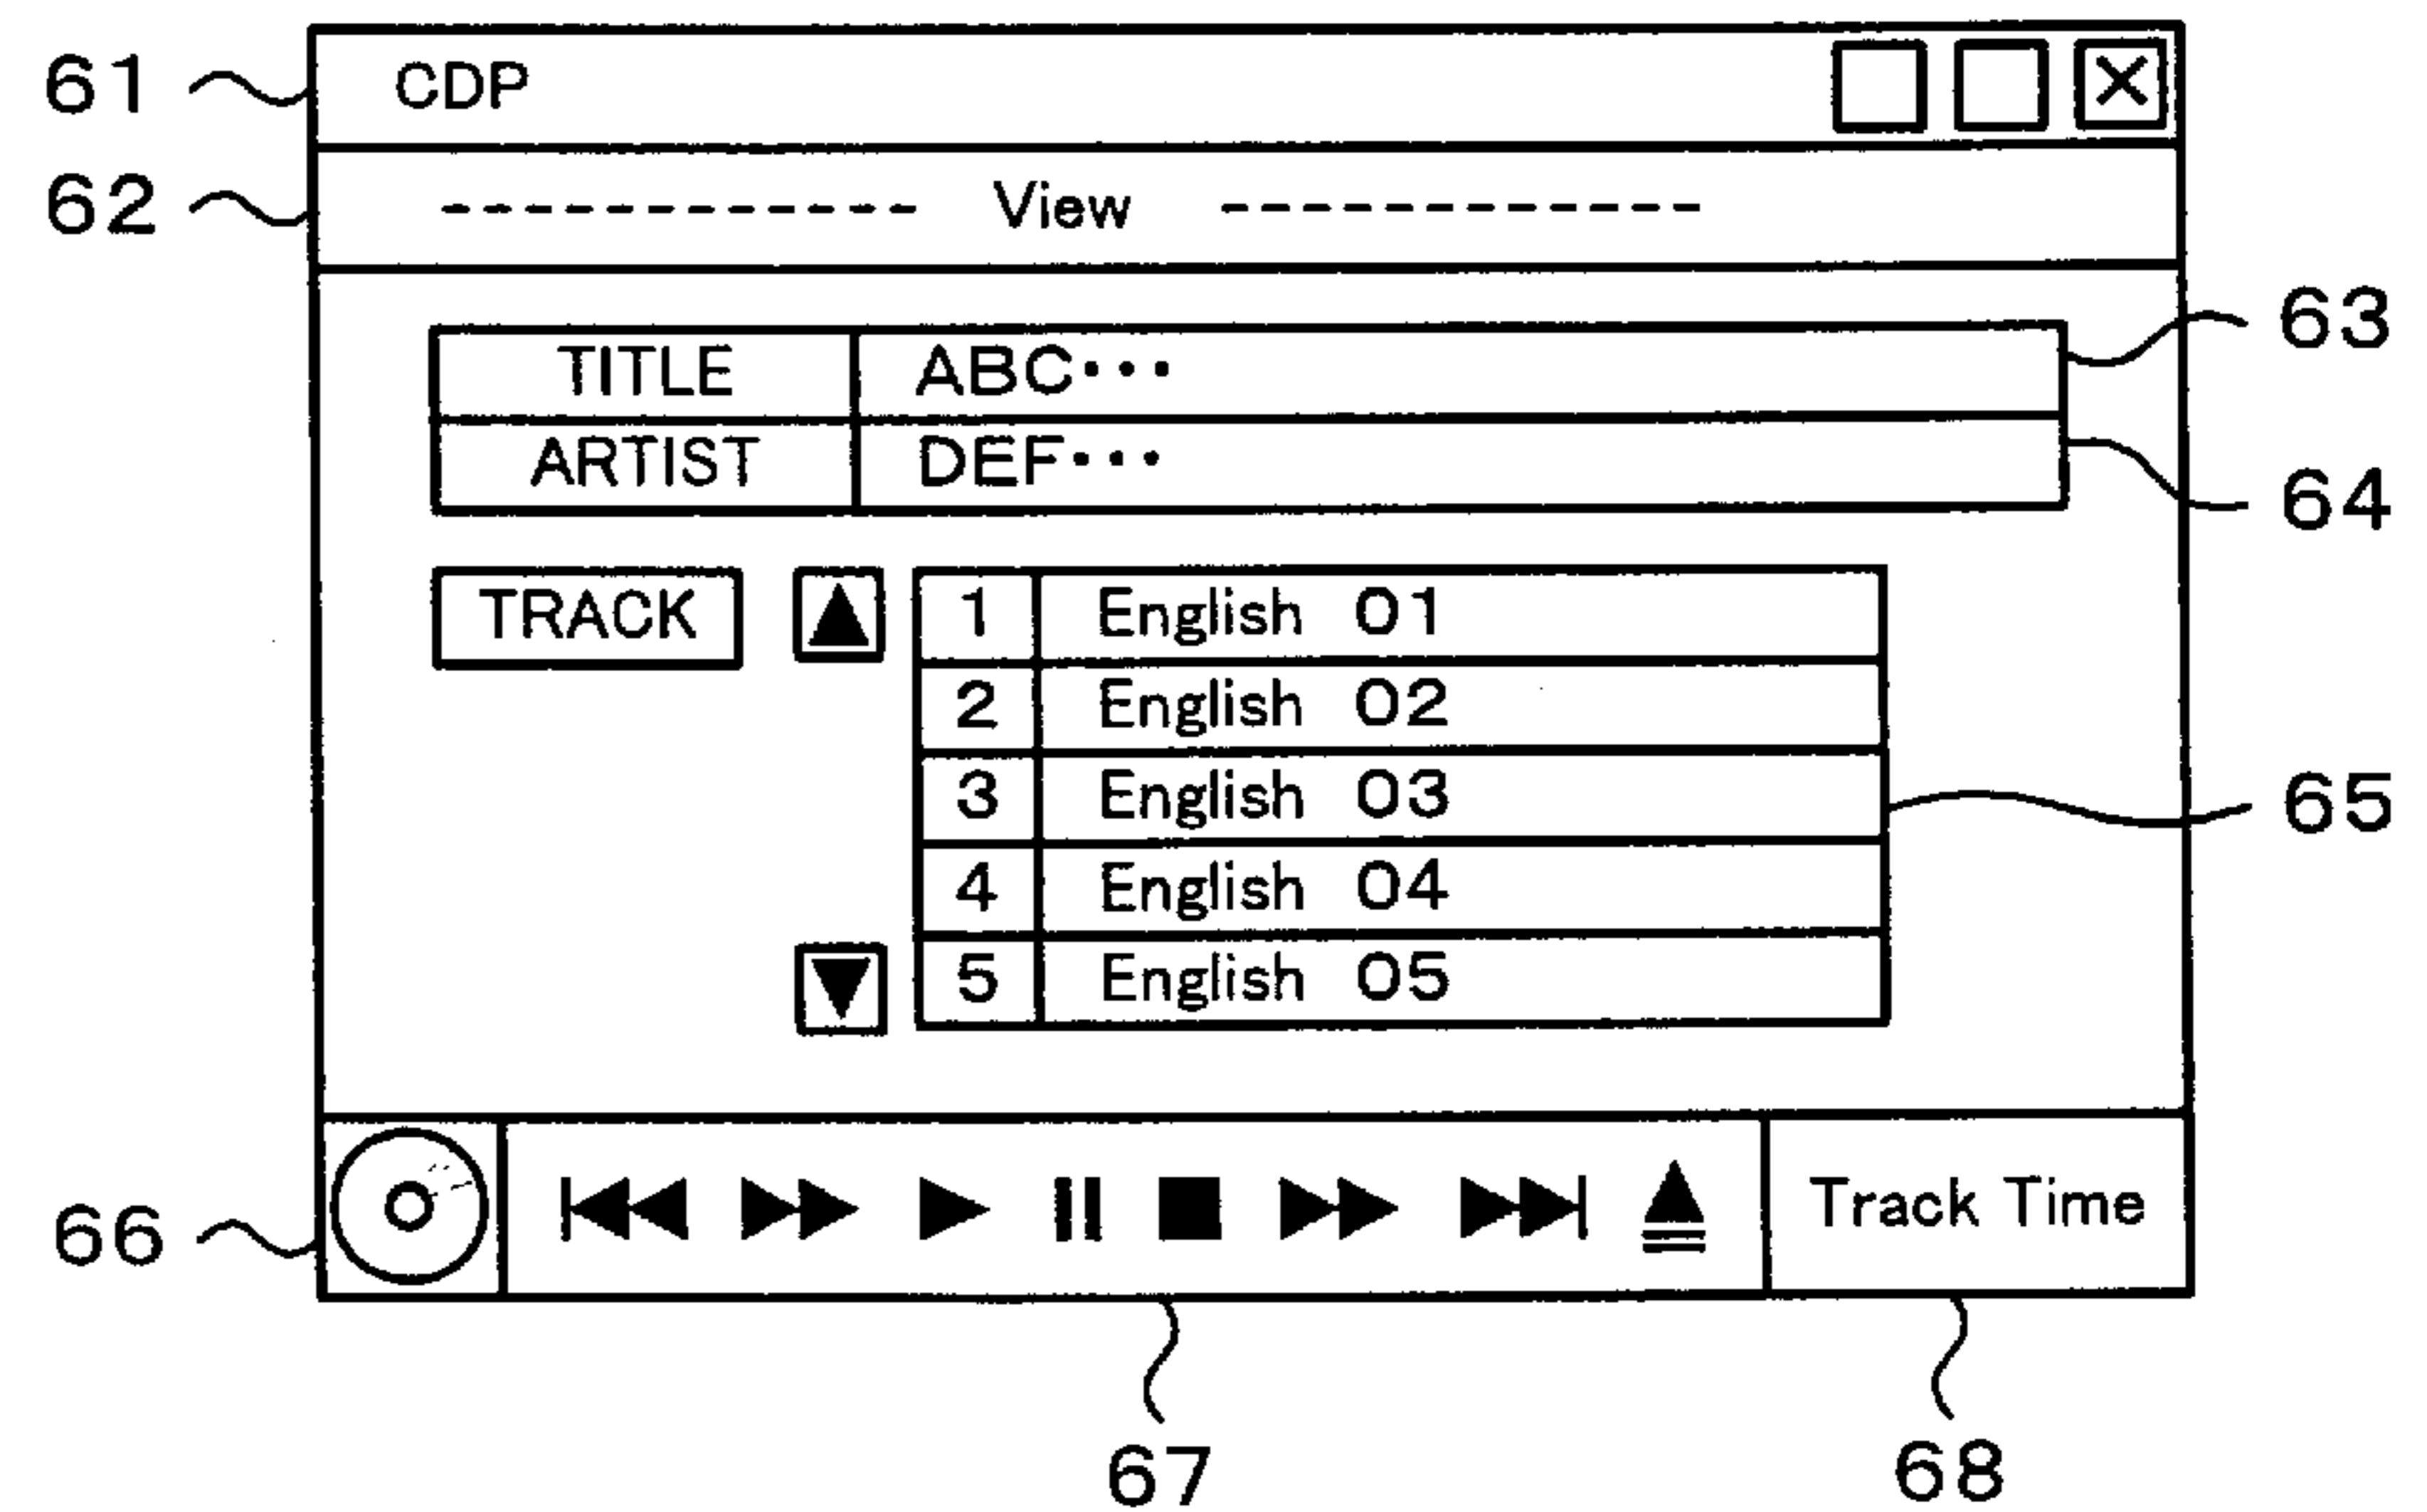 61 CDP
62 View
TITLE ABC··· 63
ARTIST DEF··· 64
TRACK 1 English 01
2 English 02
3 English 03 65
4 English 04
5 English 05
66 Track Time
67 68